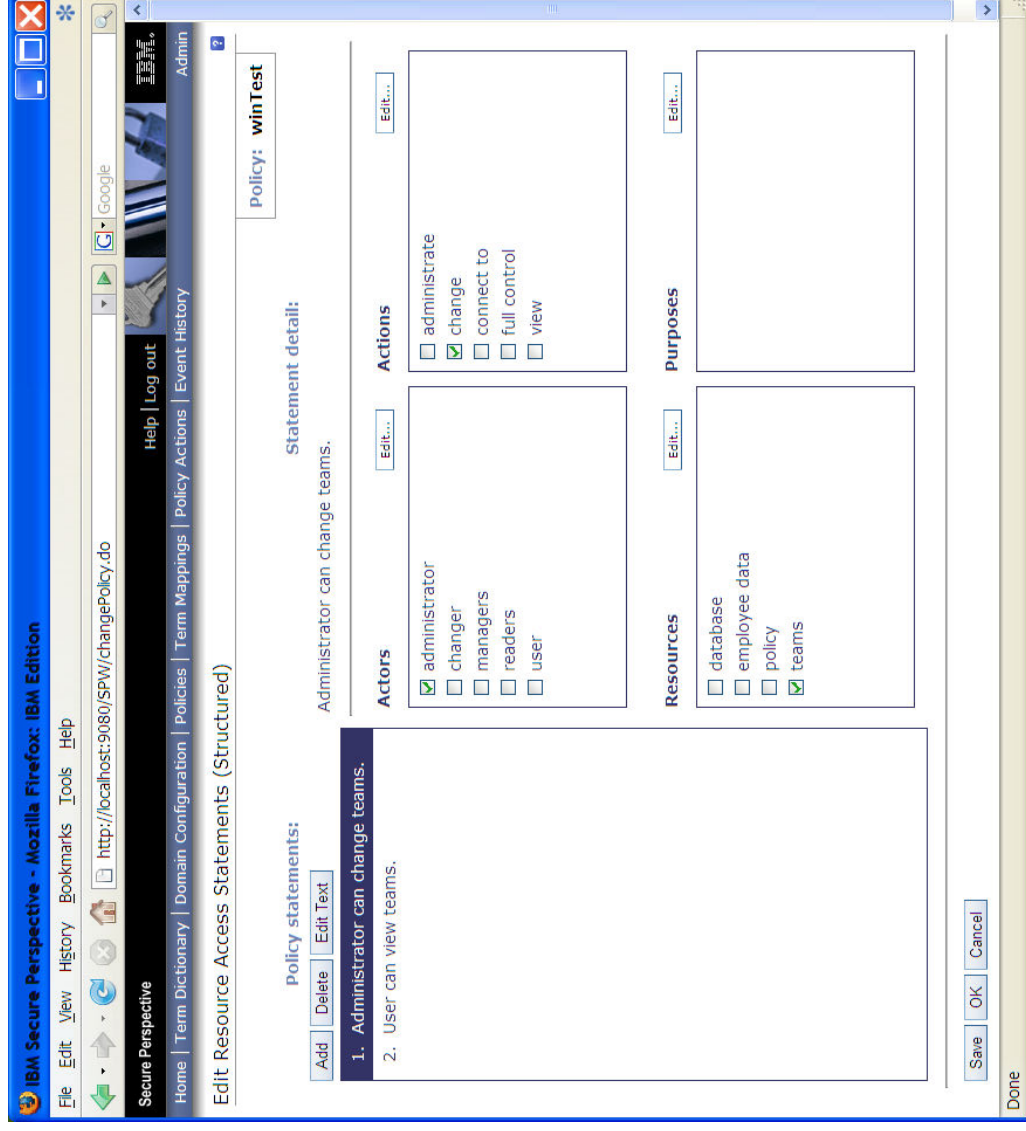 IBM Secure Perspective - Mozilla Firefox: IBM Edition
File Edit View History Bookmarks Tools Help
http://localhost:9080/SPW/changePolicy.do
G Google
Secure Perspective
Help | Log out
IBM.
Home | Term Dictionary | Domain Configuration | Policies | Term Mappings | Policy Actions | Event History
Admin
Edit Resource Access Statements (Structured)
?
Policy: winTest
Policy statements:
Add Delete Edit Text
1. Administrator can change teams.
2. User can view teams.
Statement detail:
Administrator can change teams.
Actors
Edit...
administrator
changer
managers
readers
user
Actions
Edit...
administrate
change
connect to
full control
view
Resources
Edit...
database
employee data
policy
teams
Purposes
Edit...
Save OK Cancel
Done